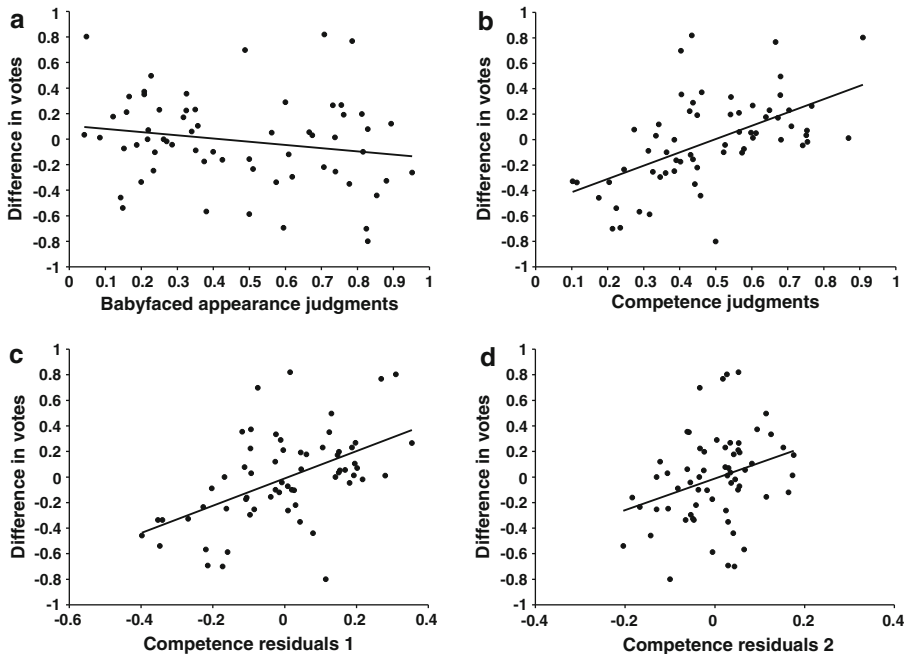 a
1
0.8
0.6
0.4
0.2
0
-0.2
-0.4
-0.6
-0.8
-1
Difference in votes
0 0.1 0.2 0.3 0.4 0.5 0.6 0.7 0.8 0.9 1
Babyfaced appearance judgments
b
1
0.8
0.6
0.4
0.2
0
-0.2
-0.4
-0.6
-0.8
-1
Difference in votes
0 0.1 0.2 0.3 0.4 0.5 0.6 0.7 0.8 0.9 1
Competence judgments
c
1
0.8
0.6
0.4
0.2
0
-0.2
-0.4
-0.6
-0.8
-1
Difference in votes
-0.6 -0.4 -0.2 0 0.2 0.4
Competence residuals 1
d
1
0.8
0.6
0.4
0.2
0
-0.2
-0.4
-0.6
-0.8
-1
Difference in votes
-0.4 -0.2 0 0.2 0.4
Competence residuals 2